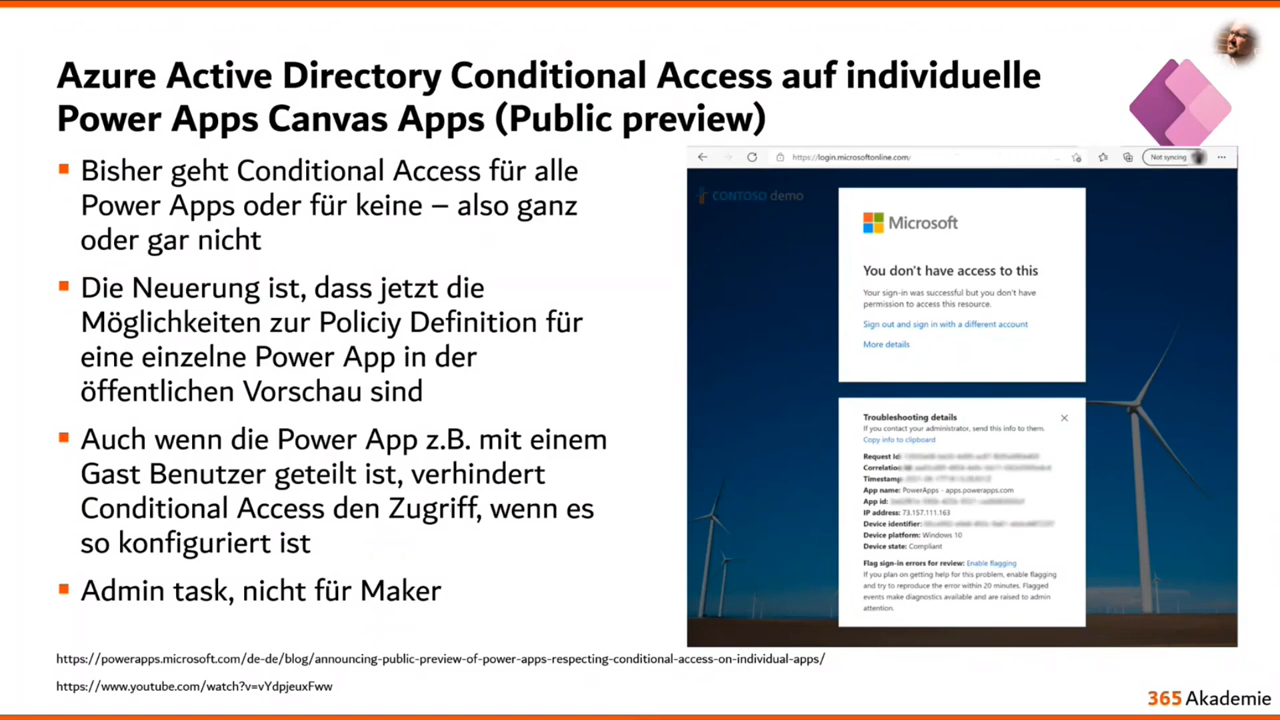 Azure Active Directory Conditional Access auf individuelle
Power Apps Canvas Apps (Public preview)
Bisher geht Conditional Access für alle
Power Apps oder für keine – also ganz
oder gar nicht
Die Neuerung ist, dass jetzt die
Möglichkeiten zur Policiy Definition für
eine einzelne Power App in der
öffentlichen Vorschau sind
Auch wenn die Power App z.B. mit einem
Gast Benutzer geteilt ist, verhindert
Conditional Access den Zugriff, wenn es
so konfiguriert ist
Admin task, nicht für Maker
https://login.microsoftonline.com/
Not syncing
CONTOSO demo
Microsoft
You don't have access to this
Your sign-in was successful but you don't have
permission to access this resource.
Sign out and sign in with a different account
More details
Troubleshooting details
If you contact your administrator, send this info to them.
Copy info to clipboard
Request Id:
Correlation Id:
Timestamp:
App name: PowerApps - apps.powerapps.com
App id:
IP address: 73.157.111.163
Device identifier:
Device platform: Windows 10
Device state: Compliant
Flag sign-in errors for review: Enable flagging
If you plan on getting help for this problem, enable flagging
and try to reproduce the error within 20 minutes. Flagged
events make diagnostics available and are raised to admin
attention.
https://powerapps.microsoft.com/de-de/blog/announcing-public-preview-of-power-apps-respecting-conditional-access-on-individual-apps/
https://www.youtube.com/watch?v=vYdpjeuxFww
365 Akademie